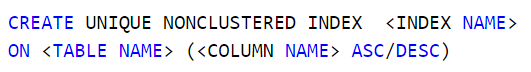 CREATE UNIQUE NONCLUSTERED INDEX  <INDEX NAME>
ON <TABLE NAME> (<COLUMN NAME> ASC/DESC)